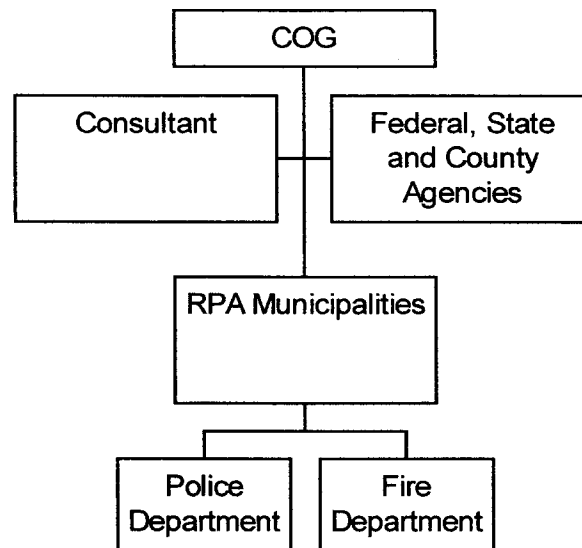 COG
Consultant
Federal, State
and County
Agencies
RPA Municipalities
Police
Department
Fire
Department